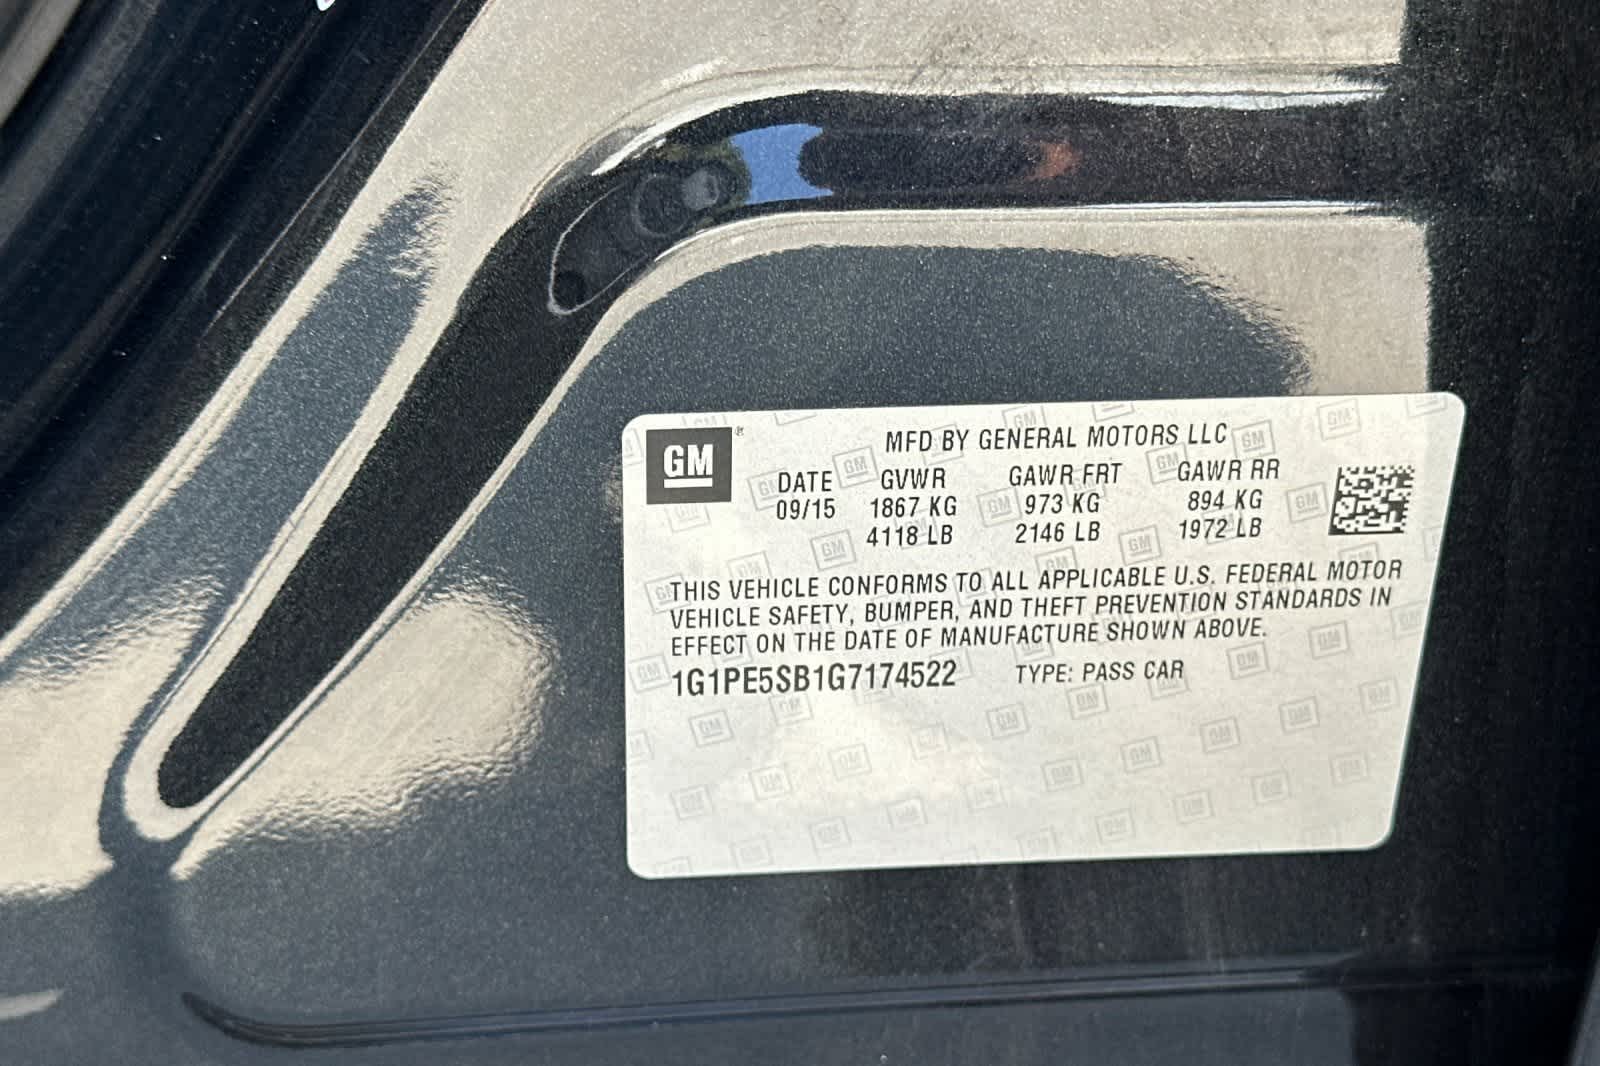 GM
MFD BY GENERAL MOTORS LLC
DATE GVWR GAWR FRT GAWR RR
09/15 1867 KG 973 KG 894 KG
4118 LB 2146 LB 1972 LB
THIS VEHICLE CONFORMS TO ALL APPLICABLE U.S. FEDERAL MOTOR
VEHICLE SAFETY, BUMPER, AND THEFT PREVENTION STANDARDS IN
EFFECT ON THE DATE OF MANUFACTURE SHOWN ABOVE.
1G1PE5SB1G7174522 TYPE: PASS CAR